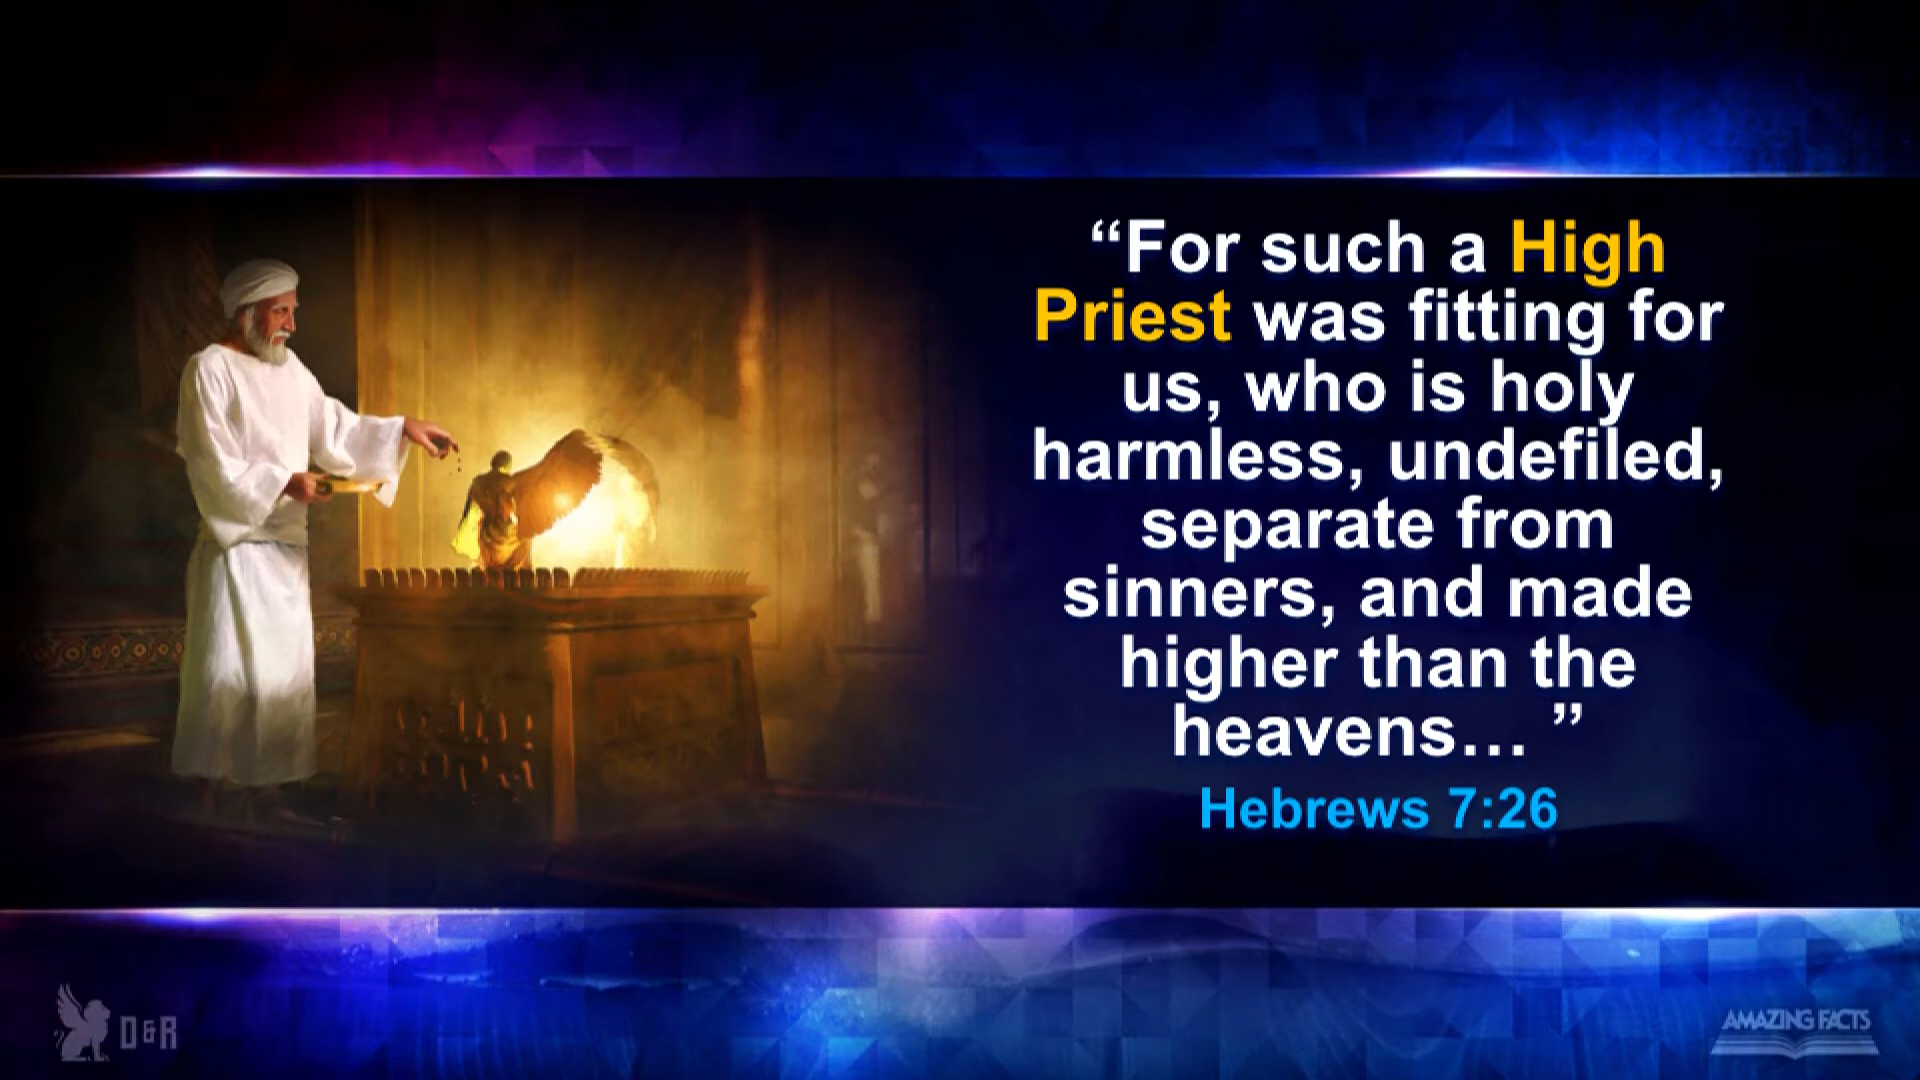 “For such a High
Priest was fitting for
us, who is holy
harmless, undefiled,
separate from
sinners, and made
higher than the
heavens… ”
Hebrews 7:26
D&R
AMAZING FACTS